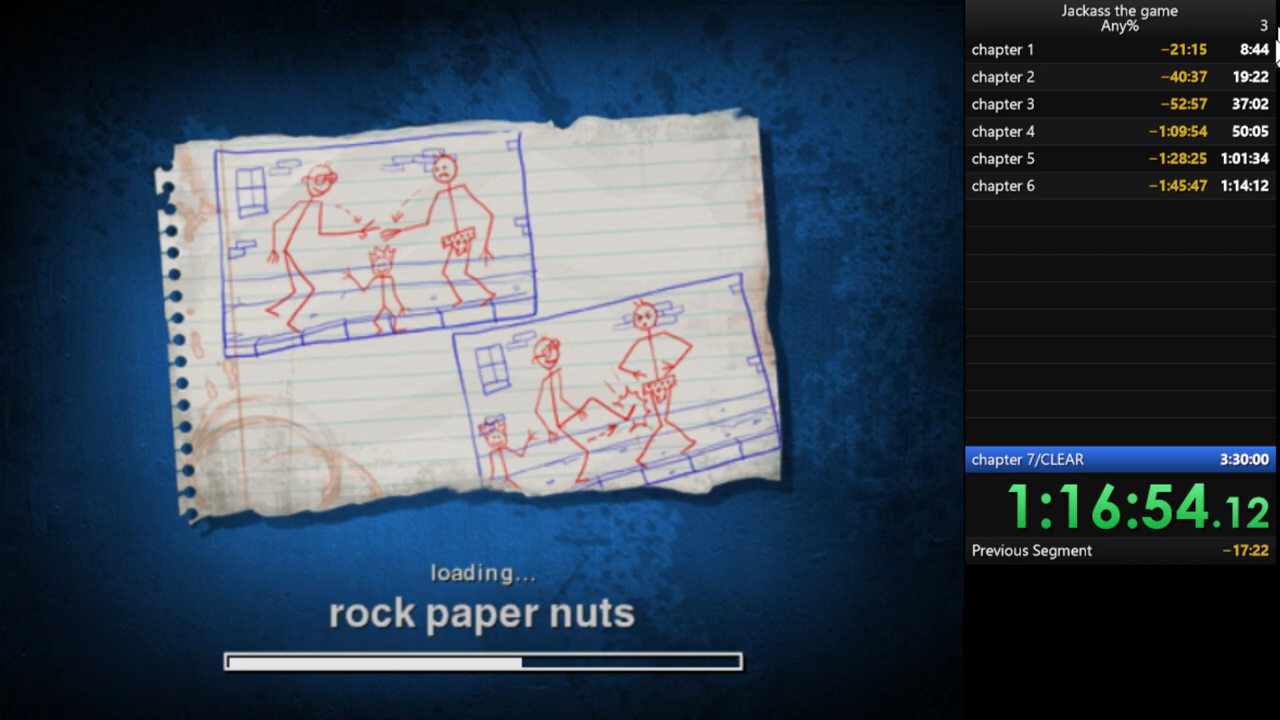 loading...
rock paper nuts
Jackass the game
Any% 3
chapter 1 −21:15 8:44
chapter 2 −40:37 19:22
chapter 3 −52:57 37:02
chapter 4 −1:09:54 50:05
chapter 5 −1:28:25 1:01:34
chapter 6 −1:45:47 1:14:12
chapter 7/CLEAR 3:30:00
1:16:54.12
Previous Segment −17:22